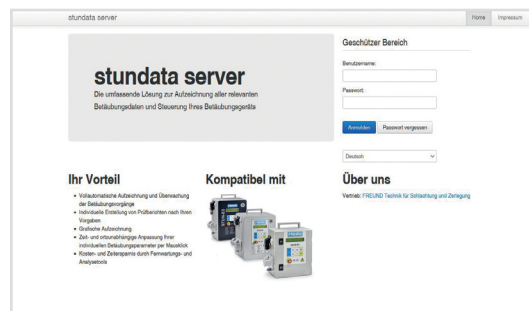 stundata server
Home Impressum
stundata server
Die umfassende Lösung zur Aufzeichnung aller relevanten
Betäubungsdaten und Steuerung Ihres Betäubungsgeräts
Geschützer Bereich
Benutzername:
Passwort:
Anmelden Passwort vergessen
Deutsch
Ihr Vorteil
Vollautomatische Aufzeichnung und Überwachung
der Betäubungsvorgänge
Individuelle Erstellung von Prüfberichten nach Ihren
Vorgaben.
Grafische Aufzeichnung
Zeit- und ortsunabhängige Anpassung Ihrer
individuellen Betäubungsparameter per Mausklick
Kosten- und Zeitersparnis durch Fernwartungs- und
Analysetools
Kompatibel mit
Über uns
Vertrieb: FREUND Technik für Schlachtung und Zerlegung